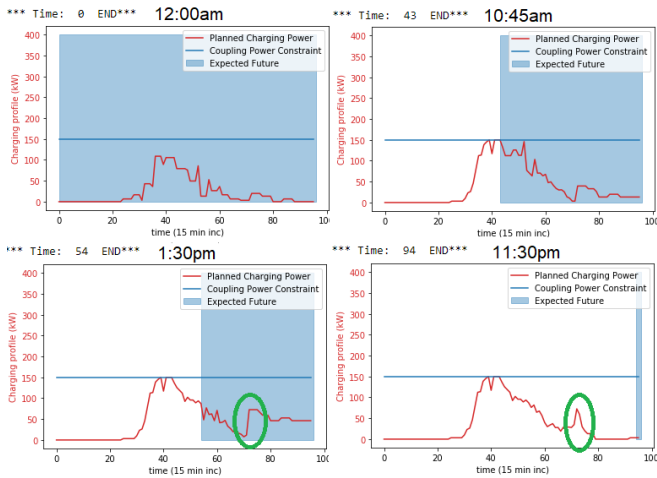 *** Time: 0 END*** 12:00am
Charging profile (kW)
400
350
300
250
200
150
100
50
0
Planned Charging Power
Coupling Power Constraint
Expected Future
0 20 40 60 80 100
time (15 min inc)
*** Time: 43 END*** 10:45am
Charging profile (kW)
400
350
300
250
200
150
100
50
0
Planned Charging Power
Coupling Power Constraint
Expected Future
0 20 40 60 80 100
time (15 min inc)
*** Time: 54 END*** 1:30pm
Charging profile (kW)
400
350
300
250
200
150
100
50
0
Planned Charging Power
Coupling Power Constraint
Expected Future
0 20 40 60 80 100
time (15 min inc)
*** Time: 94 END*** 11:30pm
Charging profile (kW)
400
350
300
250
200
150
100
50
0
Planned Charging Power
Coupling Power Constraint
Expected Future
0 20 40 60 80 100
time (15 min inc)